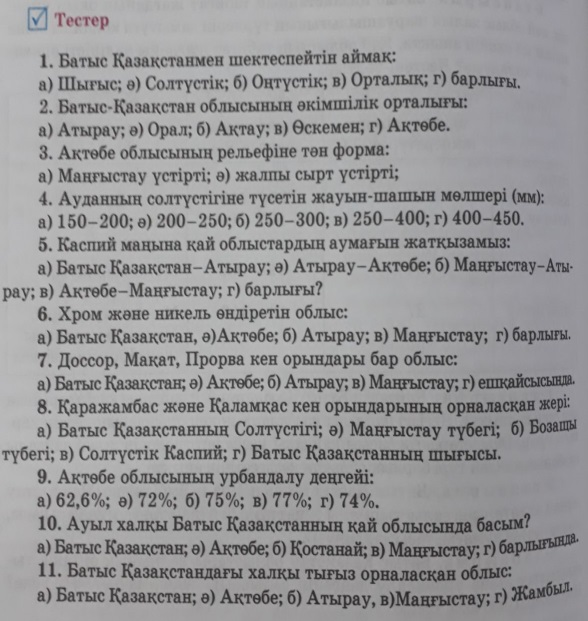 Тестер
1. Батыс Қазақстанмен шектеспейтін аймақ:
а) Шығыс; ә) Солтүстік; б) Оңтүстік; в) Орталық; г) барлығы.
2. Батыс-Қазақстан облысының әкімшілік орталығы:
а) Атырау; ә) Орал; б) Ақтау; в) Өскемен; г) Ақтөбе.
3. Ақтөбе облысының рельефіне тән форма:
а) Маңғыстау үстірті; ә) жалпы сырт үстірті;
4. Ауданның солтүстігіне түсетін жауын-шашын мөлшері (мм):
а) 150–200; ә) 200–250; б) 250–300; в) 250–400; г) 400–450.
5. Каспий маңына қай облыстардың аумағын жатқызамыз:
а) Батыс Қазақстан–Атырау; ә) Атырау–Ақтөбе; б) Маңғыстау–Аты-
рау; в) Ақтөбе–Маңғыстау; г) барлығы?
6. Хром және никель өндіретін облыс:
а) Батыс Қазақстан, ә)Ақтөбе; б) Атырау; в) Маңғыстау; г) барлығы.
7. Доссор, Мақат, Прорва кен орындары бар облыс:
а) Батыс Қазақстан; ә) Ақтөбе; б) Атырау; в) Маңғыстау; г) ешқайсысында.
8. Қаражамбас және Қаламқас кен орындарының орналасқан жері:
а) Батыс Қазақстанның Солтүстігі; ә) Маңғыстау түбегі; б) Бозащы
түбегі; в) Солтүстік Каспий; г) Батыс Қазақстанның шығысы.
9. Ақтөбе облысының урбандалу деңгейі:
а) 62,6%; ә) 72%; б) 75%; в) 77%; г) 74%.
10. Ауыл халқы Батыс Қазақстанның қай облысында басым?
а) Батыс Қазақстан; ә) Ақтөбе; б) Қостанай; в) Маңғыстау; г) барлығында.
11. Батыс Қазақстандағы халқы тығыз орналасқан облыс:
а) Батыс Қазақстан; ә) Ақтөбе; б) Атырау, в)Маңғыстау; г) Жамбыл.